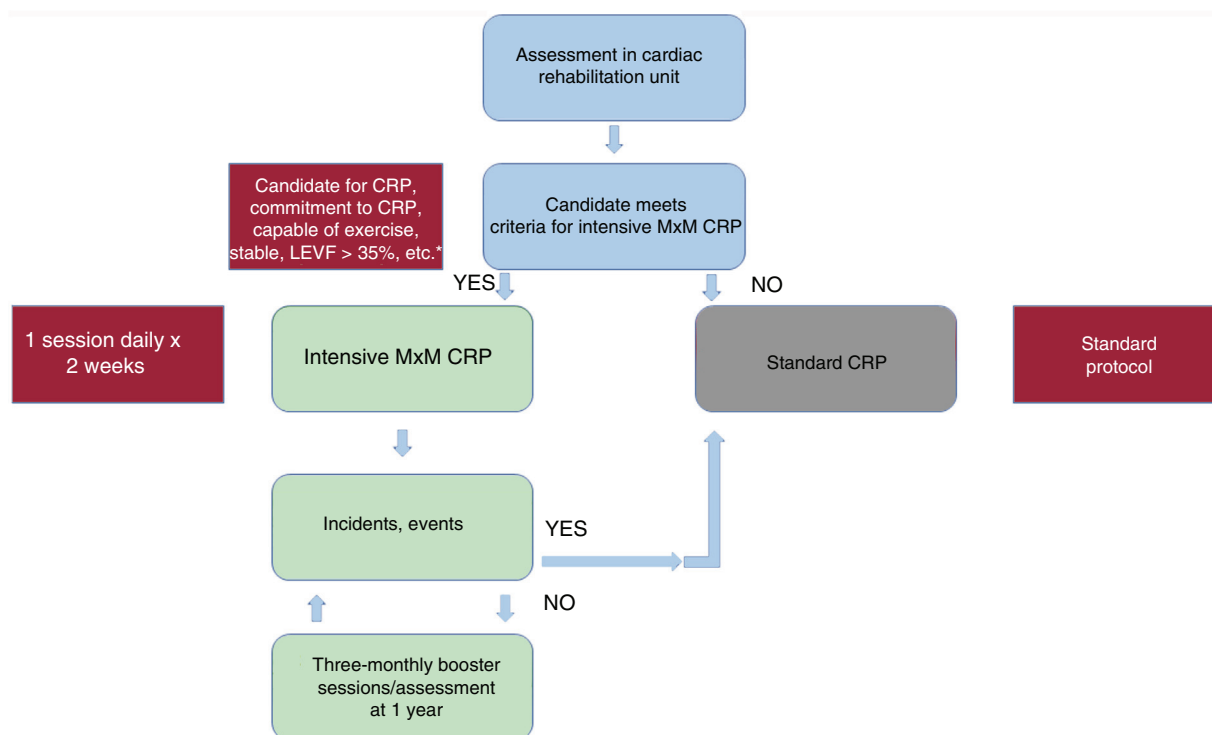 Assessment in cardiac
rehabilitation unit
Candidate for CRP,
commitment to CRP,
capable of exercise,
stable, LEVF > 35%, etc.*
Candidate meets
criteria for intensive MxM CRP
YES
NO
1 session daily x
2 weeks
Intensive MxM CRP
Standard CRP
Standard
protocol
Incidents, events
YES
NO
Three-monthly booster
sessions/assessment
at 1 year